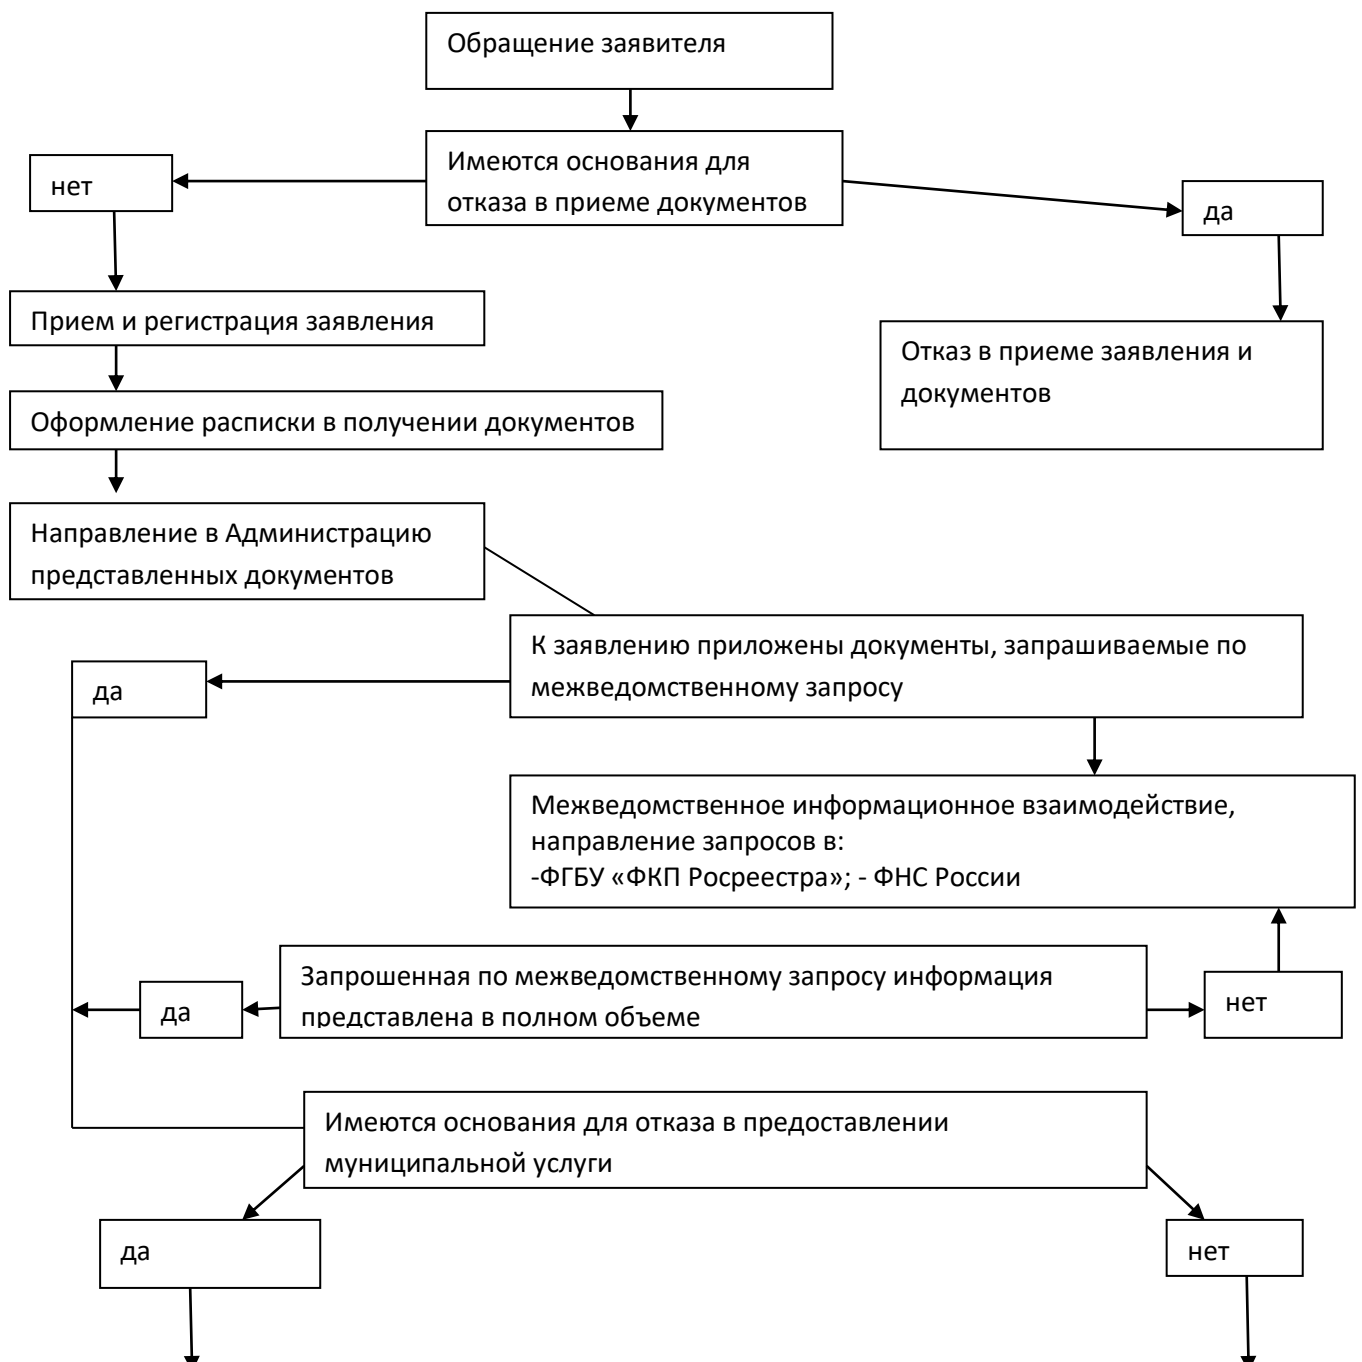 Обращение заявителя
Имеются основания для
отказа в приеме документов
нет
да
Прием и регистрация заявления
Отказ в приеме заявления и
документов
Оформление расписки в получении документов
Направление в Администрацию
представленных документов
К заявлению приложены документы, запрашиваемые по
межведомственному запросу
да
Межведомственное информационное взаимодействие,
направление запросов в:
-ФГБУ «ФКП Росреестра»; - ФНС России
Запрошенная по межведомственному запросу информация
представлена в полном объеме
да
нет
Имеются основания для отказа в предоставлении
муниципальной услуги
да
нет